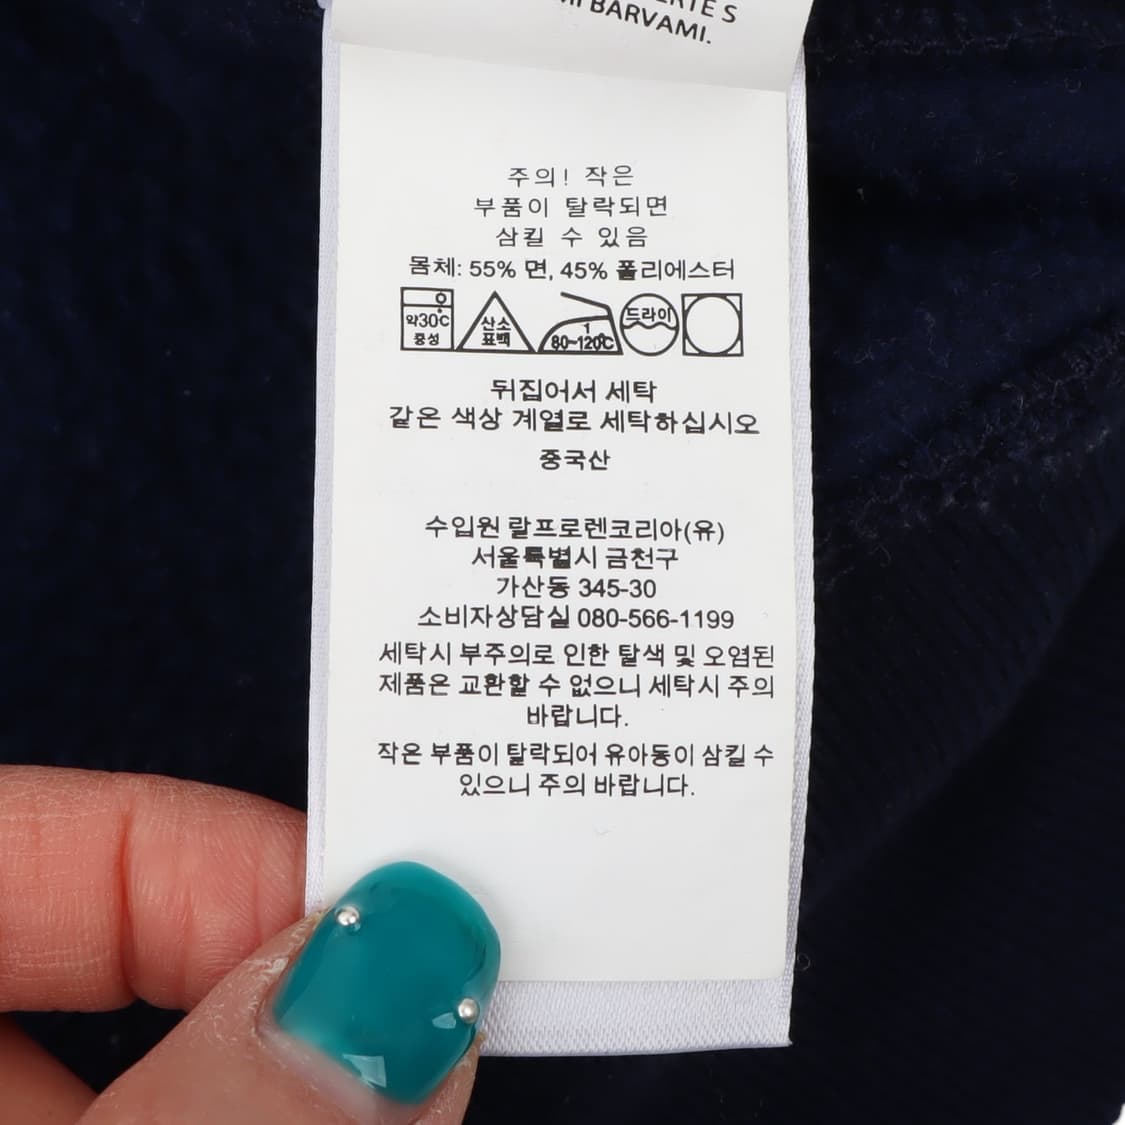 BARVAMI.
주의! 작은
부품이 탈락되면
삼킬 수 있음
몸체: 55% 면, 45% 폴리에스터
약30℃ 중성
산소 표백
1 80~120℃
드라이
뒤집어서 세탁
같은 색상 계열로 세탁하십시오
중국산
수입원 랄프로렌코리아(유)
서울특별시 금천구
가산동 345-30
소비자상담실 080-566-1199
세탁시 부주의로 인한 탈색 및 오염된
제품은 교환할 수 없으니 세탁시 주의
바랍니다.
작은 부품이 탈락되어 유아동이 삼킬 수
있으니 주의 바랍니다.